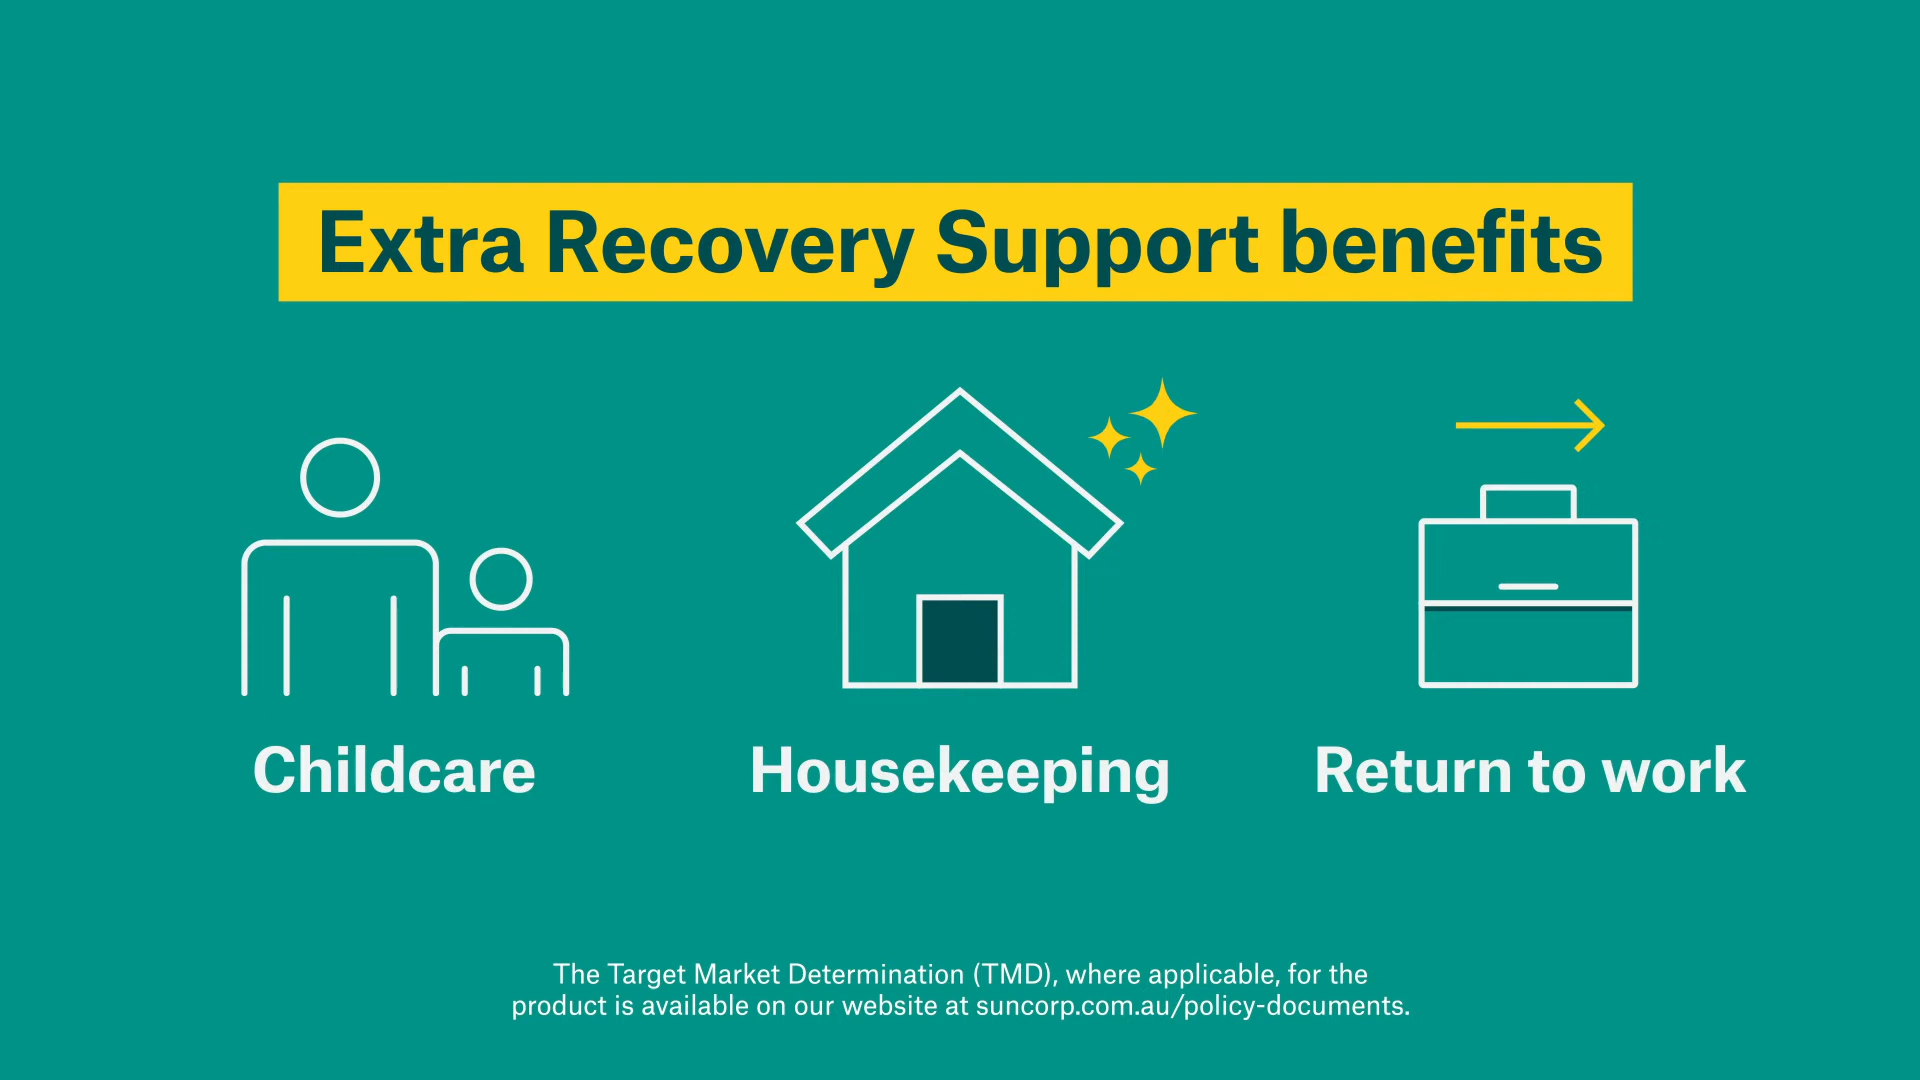 Extra Recovery Support benefits
Childcare
Housekeeping
Return to work
The Target Market Determination (TMD), where applicable, for the
product is available on our website at suncorp.com.au/policy-documents.